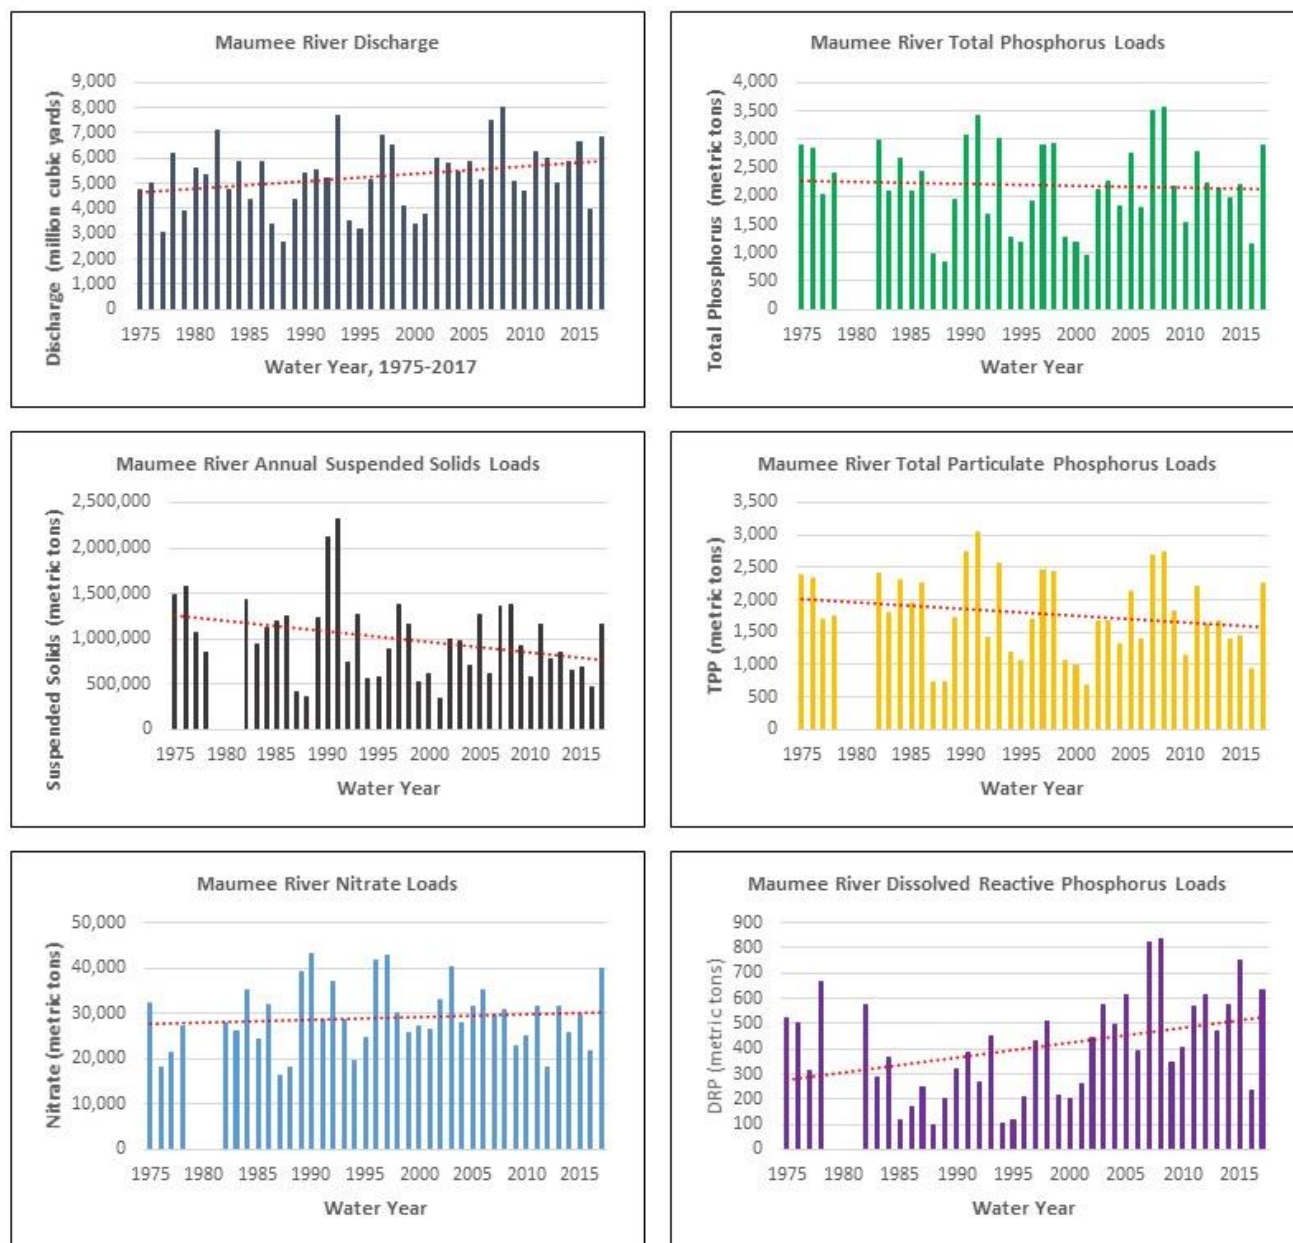 Maumee River Discharge
Discharge (million cubic yards)
9,000
8,000
7,000
6,000
5,000
4,000
3,000
2,000
1,000
0
1975 1980 1985 1990 1995 2000 2005 2010 2015
Water Year, 1975-2017
Maumee River Total Phosphorus Loads
Total Phosphorus (metric tons)
4,000
3,500
3,000
2,500
2,000
1,500
1,000
500
0
1975 1980 1985 1990 1995 2000 2005 2010 2015
Water Year
Maumee River Annual Suspended Solids Loads
Suspended Solids (metric tons)
2,500,000
2,000,000
1,500,000
1,000,000
500,000
0
1975 1980 1985 1990 1995 2000 2005 2010 2015
Water Year
Maumee River Total Particulate Phosphorus Loads
TPP (metric tons)
3,500
3,000
2,500
2,000
1,500
1,000
500
0
1975 1980 1985 1990 1995 2000 2005 2010 2015
Water Year
Maumee River Nitrate Loads
Nitrate (metric tons)
50,000
40,000
30,000
20,000
10,000
0
1975 1980 1985 1990 1995 2000 2005 2010 2015
Water Year
Maumee River Dissolved Reactive Phosphorus Loads
DRP (metric tons)
900
800
700
600
500
400
300
200
100
0
1975 1980 1985 1990 1995 2000 2005 2010 2015
Water Year